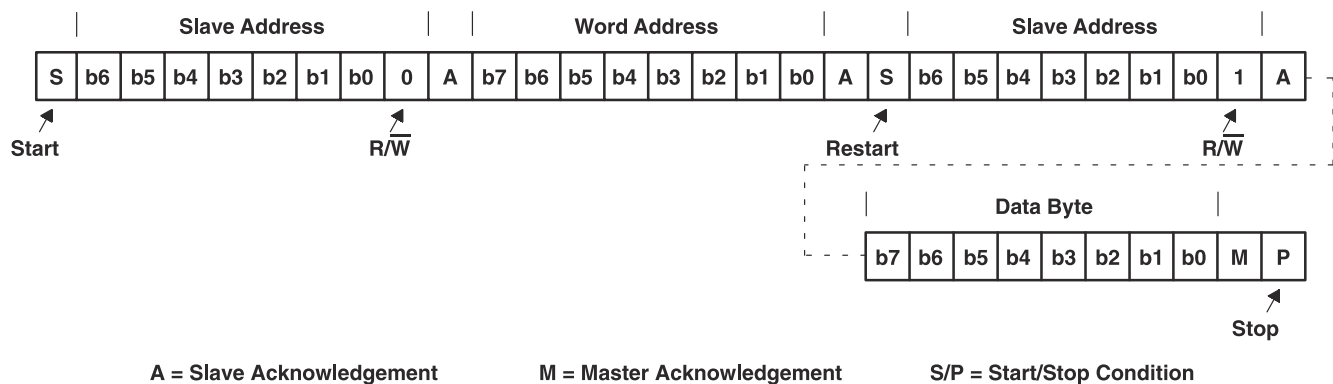 Slave Address Word Address Slave Address
S b6 b5 b4 b3 b2 b1 b0 0 A b7 b6 b5 b4 b3 b2 b1 b0 A S b6 b5 b4 b3 b2 b1 b0 1 A
Start R/W̅ Restart R/W̅
Data Byte
b7 b6 b5 b4 b3 b2 b1 b0 M P
Stop
A = Slave Acknowledgement M = Master Acknowledgement S/P = Start/Stop Condition